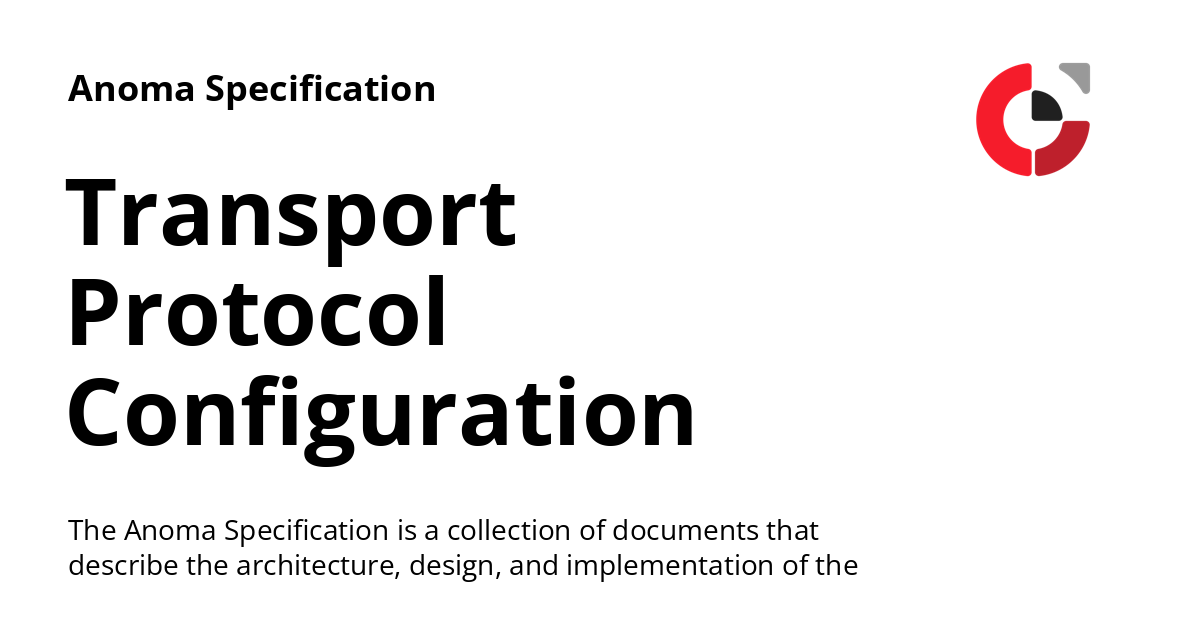 Anoma Specification
Transport
Protocol
Configuration
The Anoma Specification is a collection of documents that
describe the architecture, design, and implementation of the